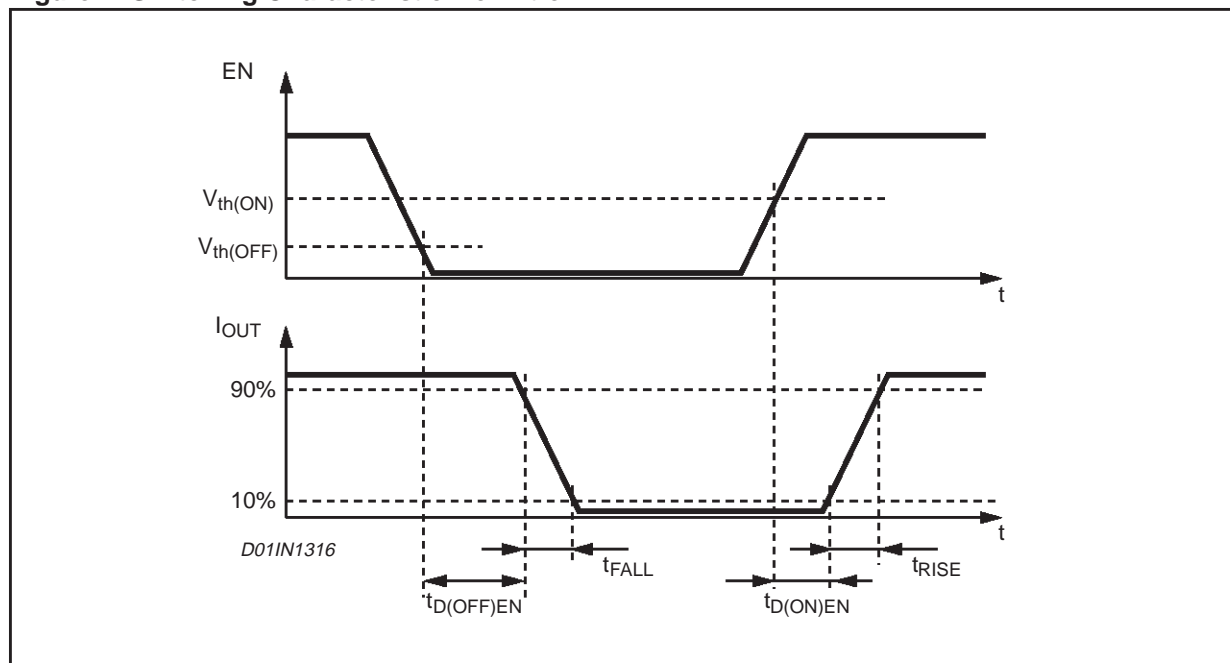 EN
Vth(ON)
Vth(OFF)
t
IOUT
90%
10%
t
D01IN1316
tFALL
tRISE
tD(OFF)EN
tD(ON)EN